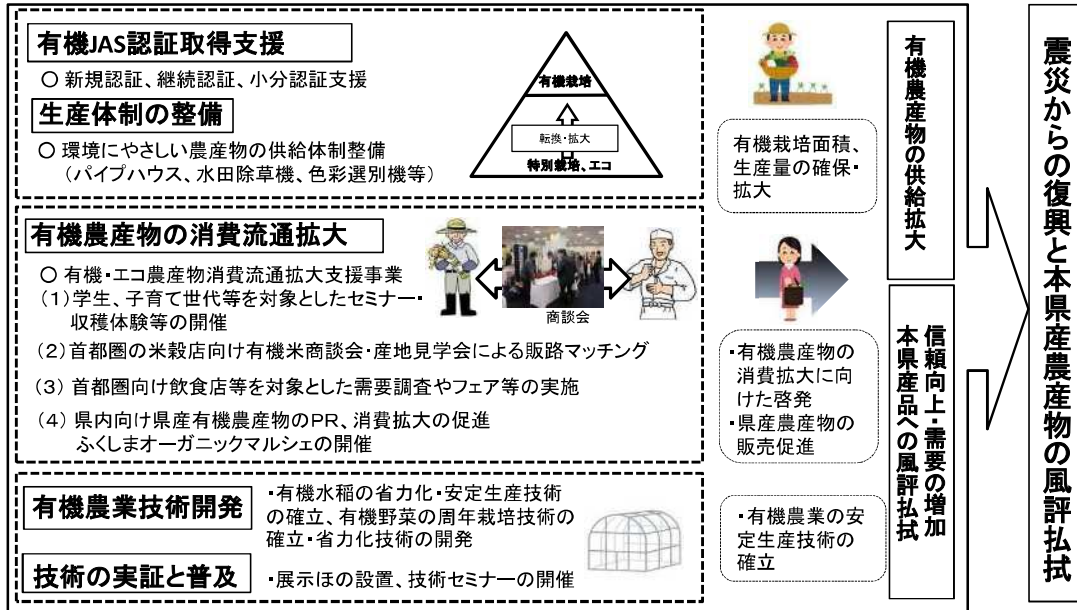 有機JAS認証取得支援
○ 新規認証、継続認証、小分認証支援
生産体制の整備
○ 環境にやさしい農産物の供給体制整備
（パイプハウス、水田除草機、色彩選別機等）
有機栽培
転換・拡大
特別栽培、エコ
有機栽培面積、
生産量の確保・
拡大
有機農産物の供給拡大
有機農産物の消費流通拡大
○ 有機・エコ農産物消費流通拡大支援事業
（1）学生、子育て世代等を対象としたセミナー・
収穫体験等の開催
商談会
（2）首都圏の米穀店向け有機米商談会・産地見学会による販路マッチング
（3） 首都圏向け飲食店等を対象とした需要調査やフェア等の実施
（4） 県内向け県産有機農産物のPR、消費拡大の促進
ふくしまオーガニックマルシェの開催
・有機農産物の
消費拡大に向
けた啓発
・県産農産物の
販売促進
信頼向上・需要の増加
本県産品への風評払拭
有機農業技術開発
・有機水稲の省力化・安定生産技術
の確立、有機野菜の周年栽培技術の
確立・省力化技術の開発
技術の実証と普及
・展示ほの設置、技術セミナーの開催
・有機農業の安
定生産技術の
確立
震災からの復興と本県産農産物の風評払拭